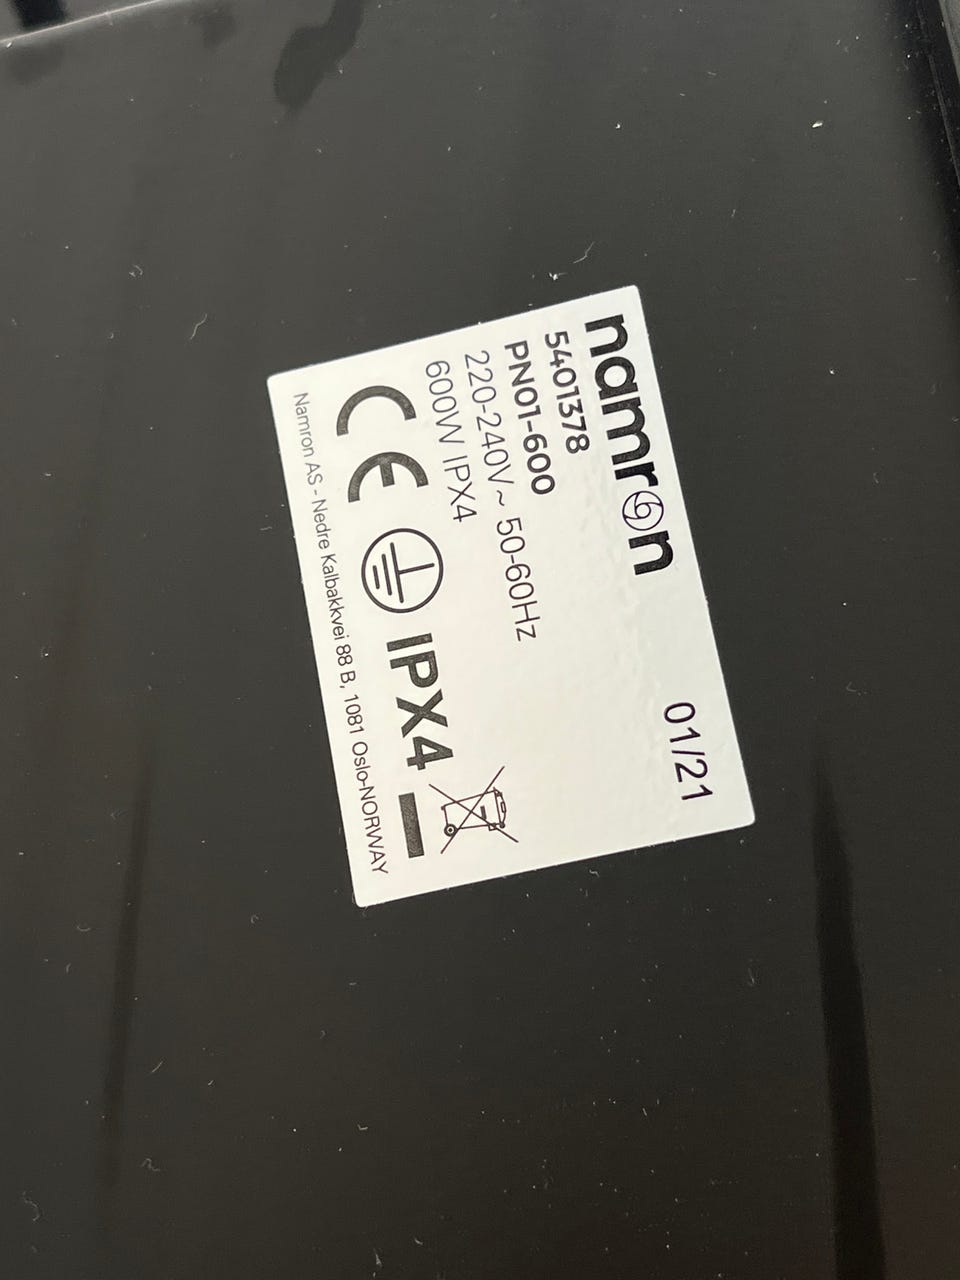 namron
01/21
5401378
PN01-600
220-240V~ 50-60Hz
600W IPX4
CE IPX4
Namron AS - Nedre Kalbakkvei 88 B, 1081 Oslo-NORWAY